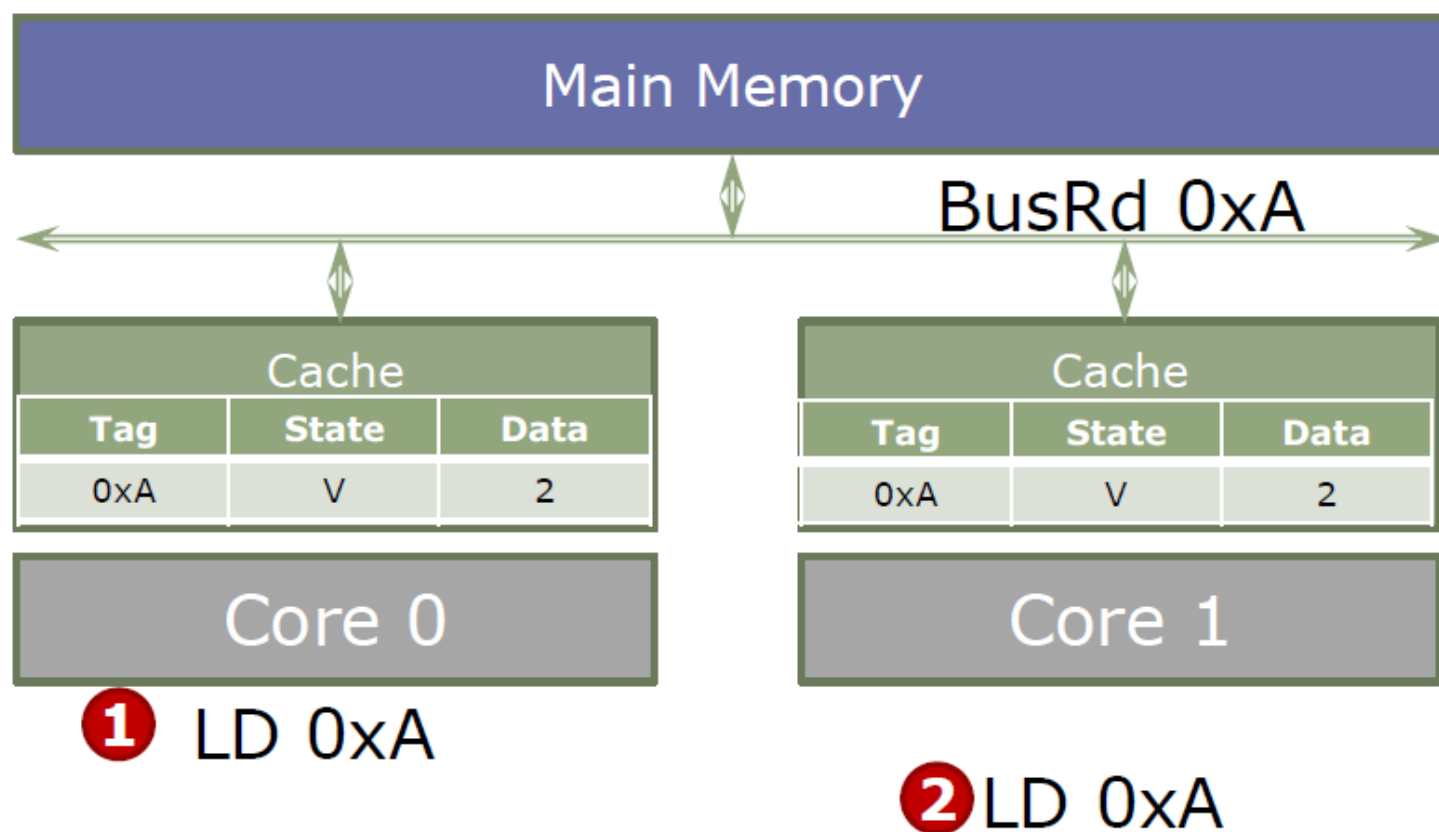 Main Memory
BusRd 0xA
Cache
Tag State Data
0xA V 2
Core 0
1 LD 0xA
Cache
Tag State Data
0xA V 2
Core 1
2 LD 0xA